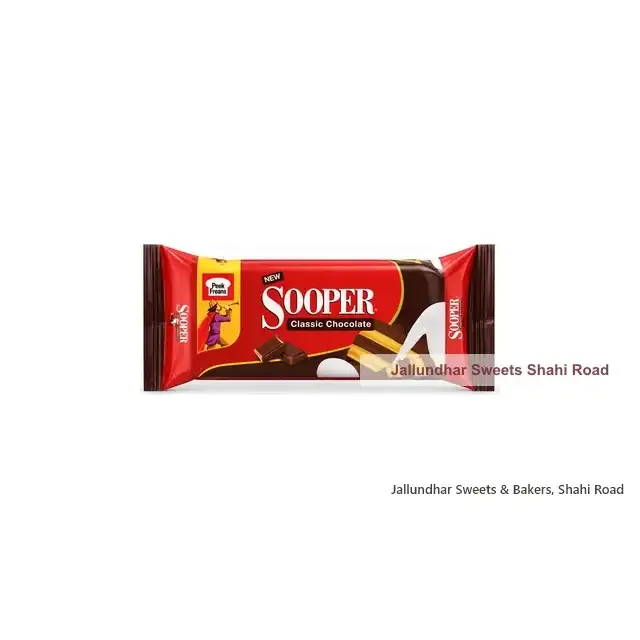 Peek
Freans
NEW
SOOPER
Classic Chocolate
SOOPER
SOOPER
Jallundhar Sweets Shahi Road
Jallundhar Sweets & Bakers, Shahi Road